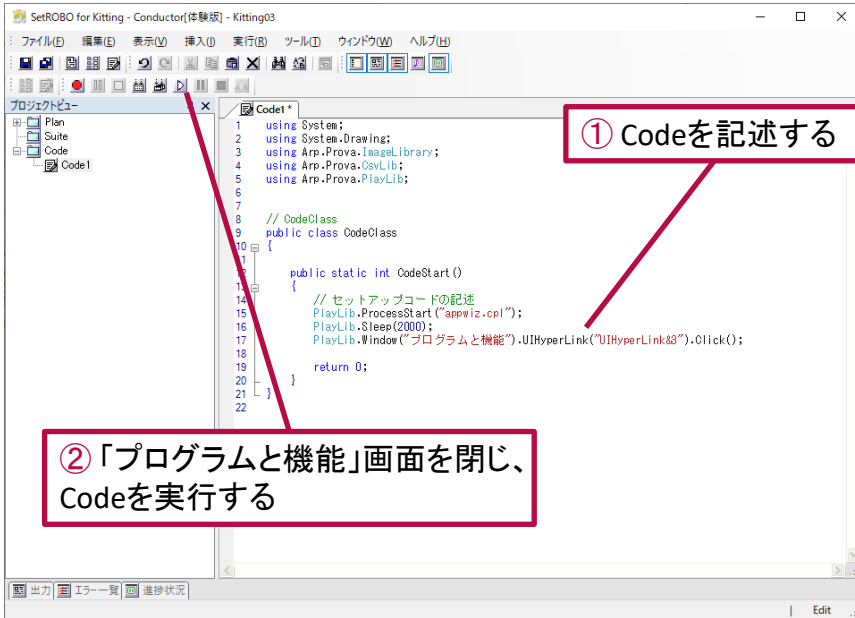 SetROBO for Kitting - Conductor[体験版] - Kitting03
ファイル(F) 編集(E) 表示(V) 挿入(I) 実行(R) ツール(T) ウインドウ(W) ヘルプ(H)
プロジェクトビュー
Plan
Suite
Code
Code1
Code1 *
1 using System;
2 using System.Drawing;
3 using Arp.Prova.ImageLibrary;
4 using Arp.Prova.CsvLib;
5 using Arp.Prova.PlayLib;
6
7
8 // CodeClass
9 public class CodeClass
10 {
11
12 public static int CodeStart()
13 {
14 // セットアップコードの記述
15 PlayLib.ProcessStart("appwiz.cpl");
16 PlayLib.Sleep(2000);
17 PlayLib.Window("プログラムと機能").UIHyperLink("UIHyperLink&3").Click();
18
19 return 0;
20 }
21 }
22
① Codeを記述する
② 「プログラムと機能」画面を閉じ、
Codeを実行する
出力 エラー一覧 進捗状況
Edit